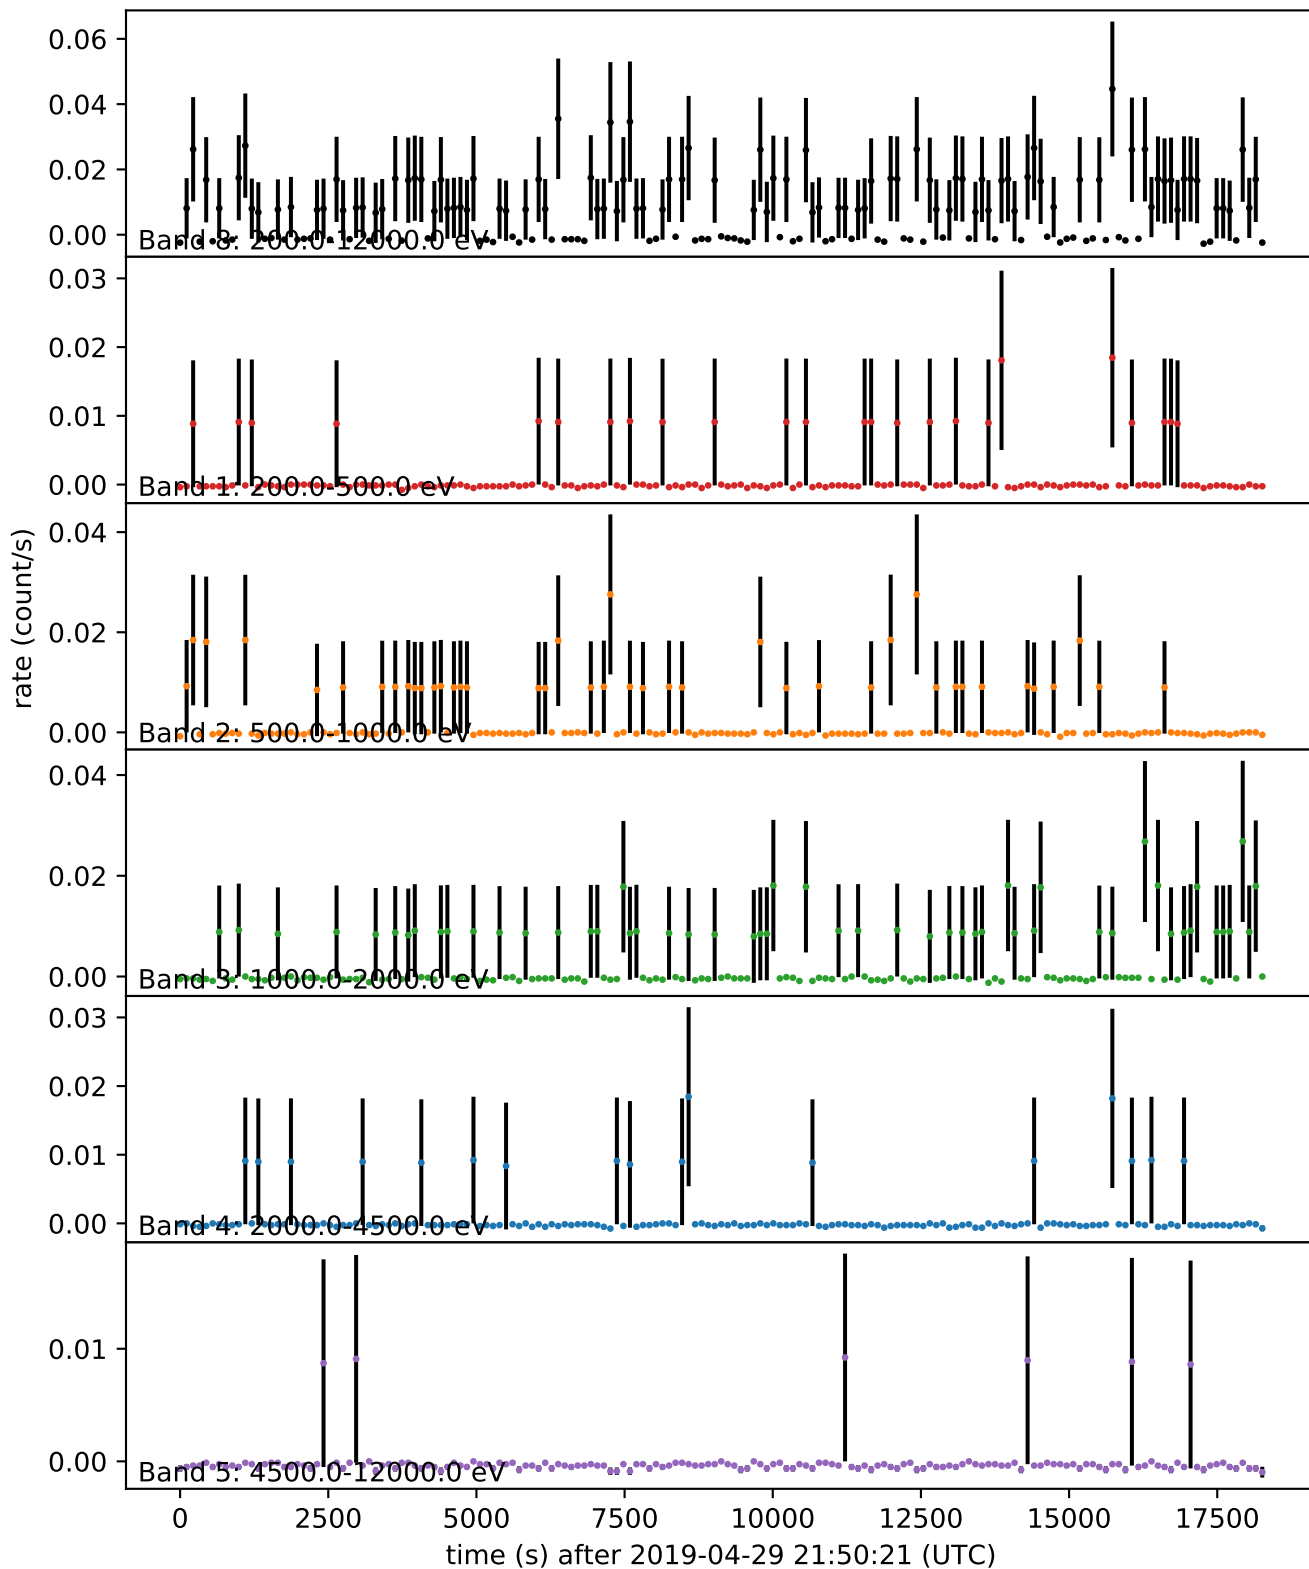 0.06
0.04
0.02
0.00
Band 8: 200.0-12000.0 eV
0.03
0.02
0.01
0.00
Band 1: 200.0-500.0 eV
0.04
0.02
0.00
Band 2: 500.0-1000.0 eV
rate (count/s)
0.04
0.02
0.00
Band 3: 1000.0-2000.0 eV
0.03
0.02
0.01
0.00
Band 4: 2000.0-4500.0 eV
0.01
0.00
Band 5: 4500.0-12000.0 eV
0 2500 5000 7500 10000 12500 15000 17500
time (s) after 2019-04-29 21:50:21 (UTC)